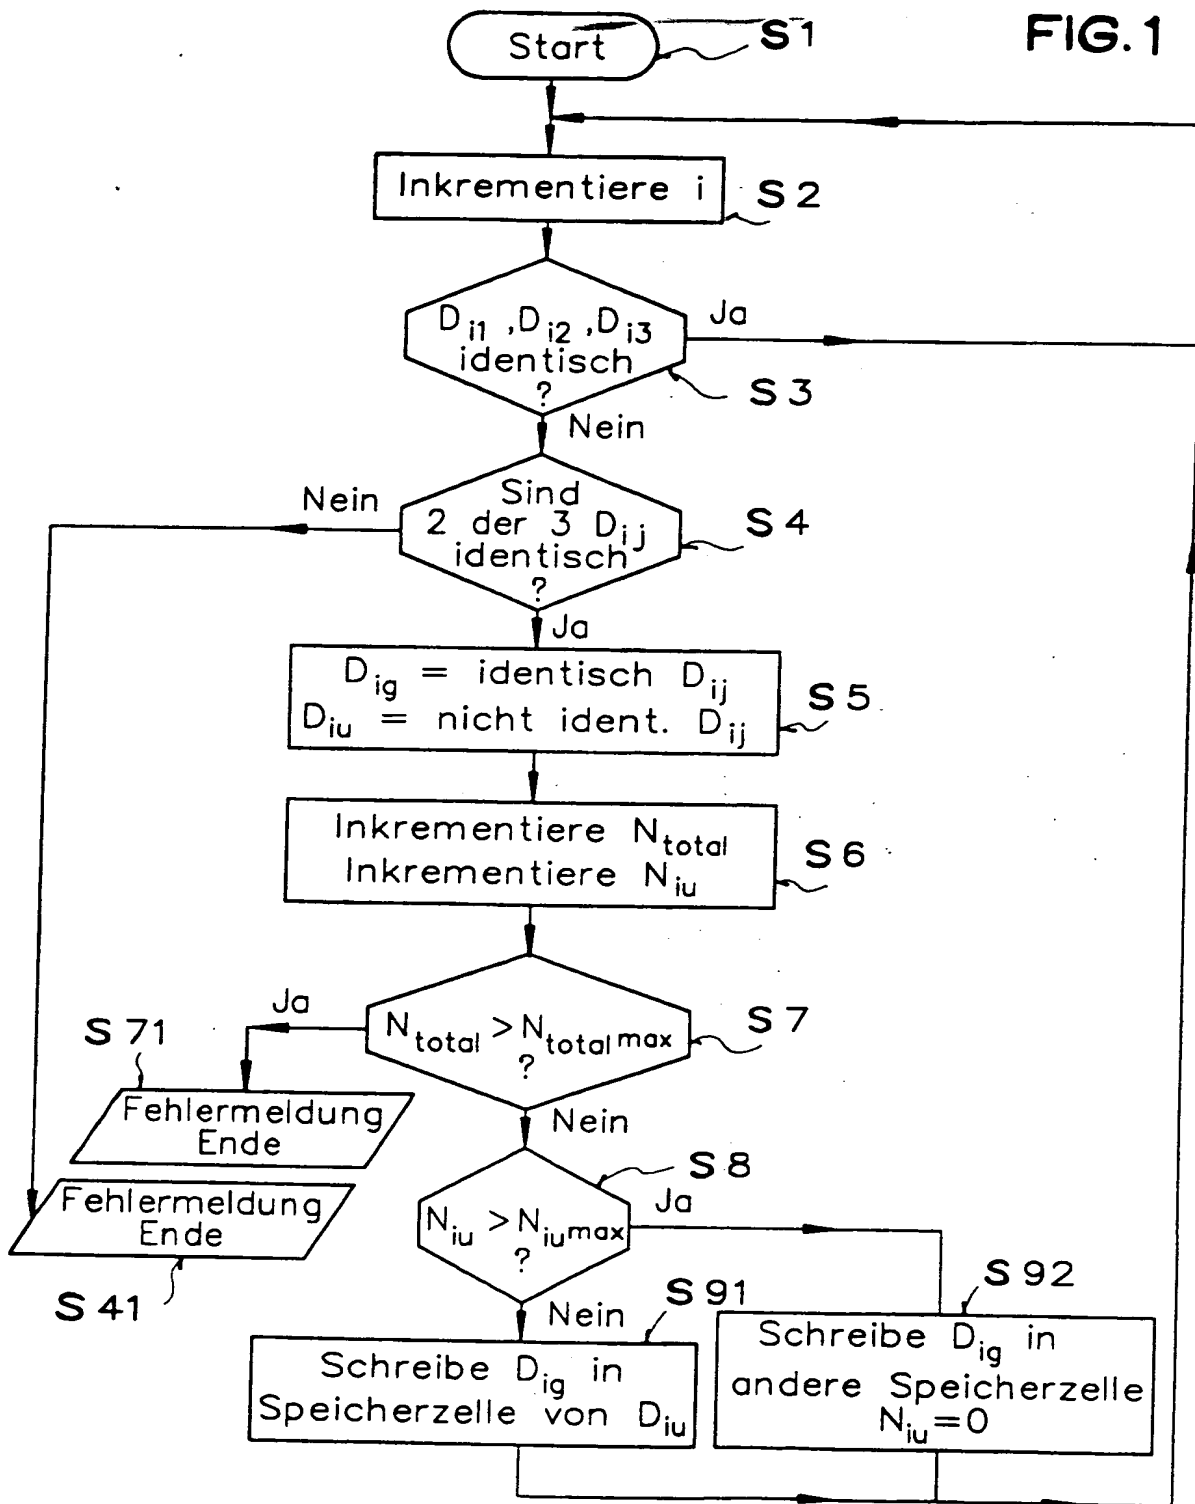 FIG.1
Start
S1
Inkrementiere i
S2
D_i1 ,D_i2 ,D_i3
identisch
?
Ja
S3
Nein
Sind
2 der 3 D_ij
identisch
?
Nein
S4
Ja
D_ig = identisch D_ij
D_iu = nicht ident. D_ij
S5
Inkrementiere N_total
Inkrementiere N_iu
S6
N_total > N_total max
?
Ja
S7
S71
Fehlermeldung
Ende
Nein
Fehlermeldung
Ende
S41
N_iu > N_iu max
?
S8
Ja
Nein
S91
Schreibe D_ig in
Speicherzelle von D_iu
S92
Schreibe D_ig in
andere Speicherzelle
N_iu=0